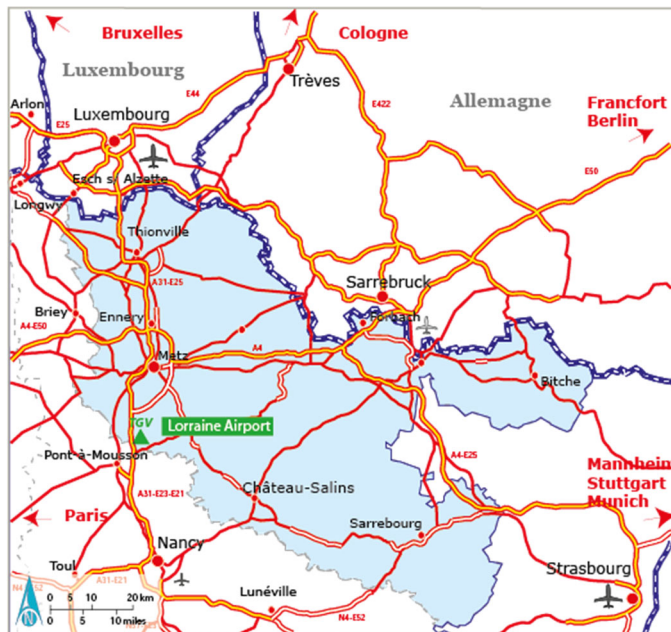 Bruxelles
Cologne
Luxembourg
Trèves
E44
Allemagne
E422
Arlon
E25
Luxembourg
Francfort
Berlin
E50
Esch s/ Alzette
Longwy
Thionville
A31-E25
Sarrebruck
Briey
Ennery
Forbach
A4-E50
Metz
A4
Bitche
TGV
Lorraine Airport
Pont-à-Mousson
A4-E25
Mannheim
Stuttgart
Munich
A31-E23-E21
Château-Salins
Paris
Sarrebourg
Nancy
Toul
A31-E21
Strasbourg
N4-E52
Lunéville
N4-E52
N
0 5 10 20 km
0 5 10 miles